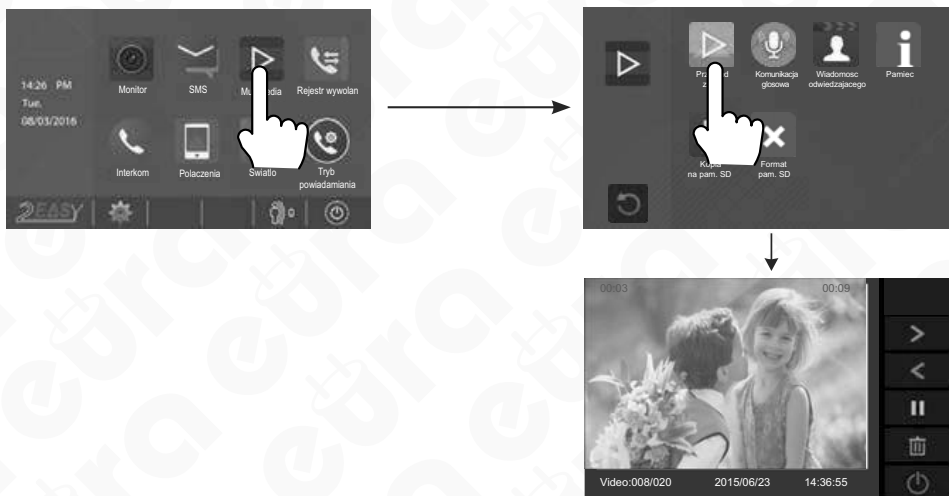 14:26 PM
Tue.
08/03/2016
Monitor
SMS
Rejestr wywolan
Interkom
Polaczenia
Swiatlo
Tryb
powiadamiania
2EASY
0
Komunikacja
glosowa
Wiadomosc
odwiedzajacego
Pamiec
Kopia
na pam. SD
Format
pam. SD
00:03
00:09
Video:008/020
2015/06/23
14:36:55
eura